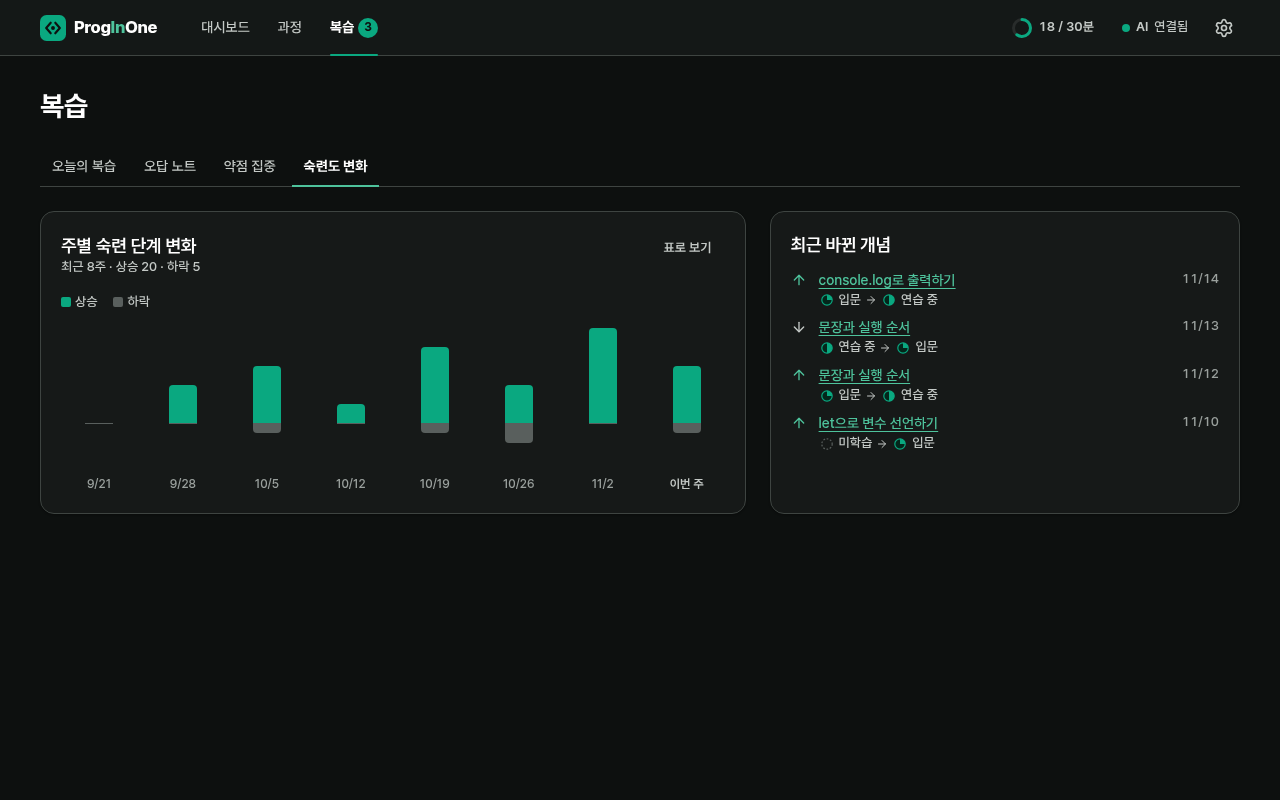 ProgInOne
대시보드
과정
복습 3
18 / 30분
AI 연결됨
복습
오늘의 복습
오답 노트
약점 집중
숙련도 변화
주별 숙련 단계 변화
최근 8주 · 상승 20 · 하락 5
표로 보기
상승
하락
9/21
9/28
10/5
10/12
10/19
10/26
11/2
이번 주
최근 바뀐 개념
↑ console.log로 출력하기 11/14
입문 → 연습 중
↓ 문장과 실행 순서 11/13
연습 중 → 입문
↑ 문장과 실행 순서 11/12
입문 → 연습 중
↑ let으로 변수 선언하기 11/10
미학습 → 입문